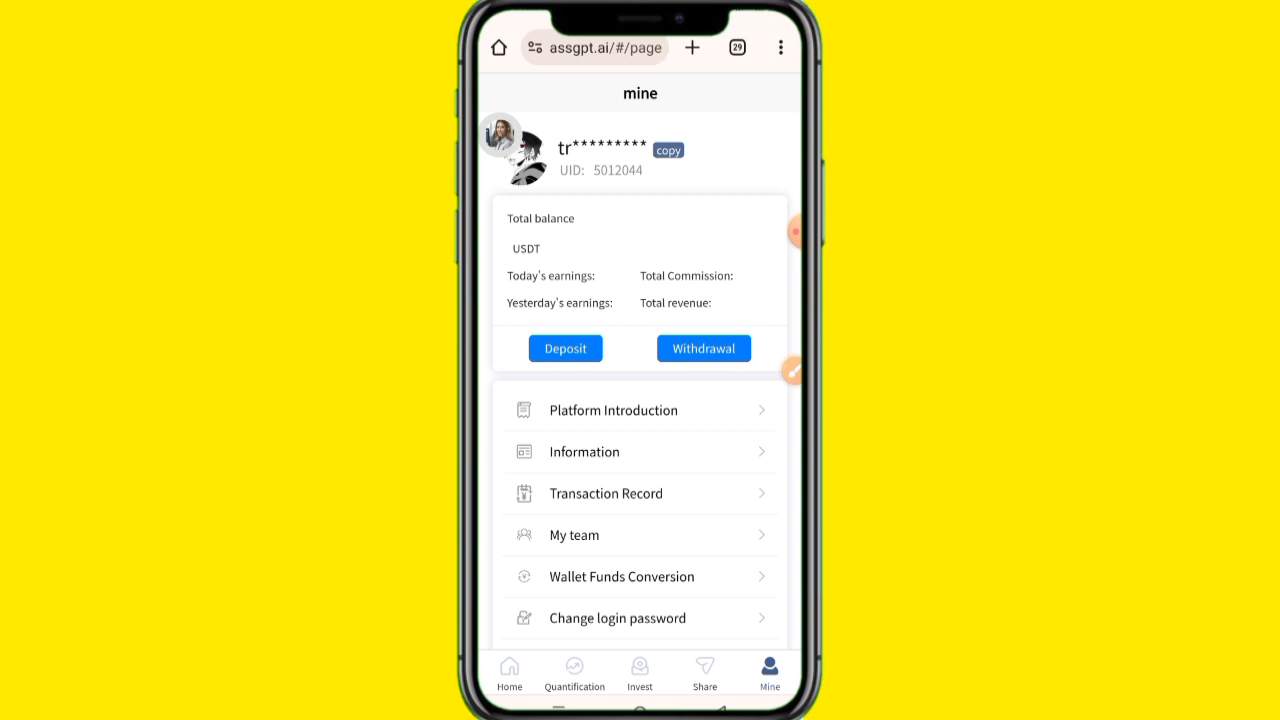 assgpt.ai/#/page
29
mine
tr********* copy
UID: 5012044
Total balance
USDT
Today's earnings: Total Commission:
Yesterday's earnings: Total revenue:
Deposit Withdrawal
Platform Introduction
Information
Transaction Record
My team
Wallet Funds Conversion
Change login password
Home Quantification Invest Share Mine